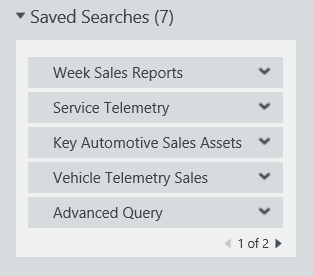 Saved Searches (7)
Week Sales Reports
Service Telemetry
Key Automotive Sales Assets
Vehicle Telemetry Sales
Advanced Query
1 of 2